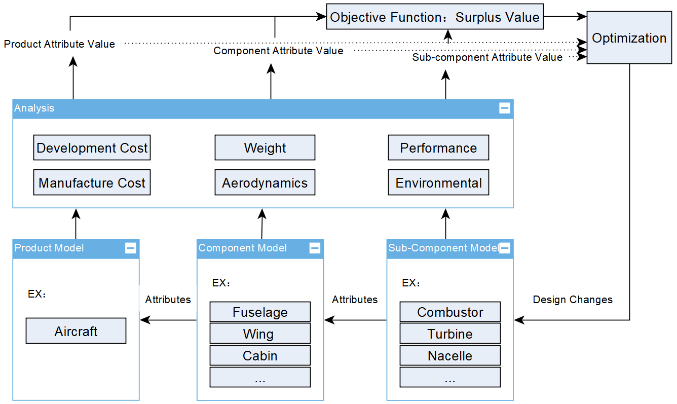 Objective Function：Surplus Value
Optimization
Product Attribute Value
Component Attribute Value
Sub-component Attribute Value
Analysis
Development Cost
Weight
Performance
Manufacture Cost
Aerodynamics
Environmental
Product Model
Component Model
Sub-Component Model
EX：
Aircraft
Attributes
EX：
Fuselage
Wing
Cabin
...
Attributes
EX：
Combustor
Turbine
Nacelle
...
Design Changes